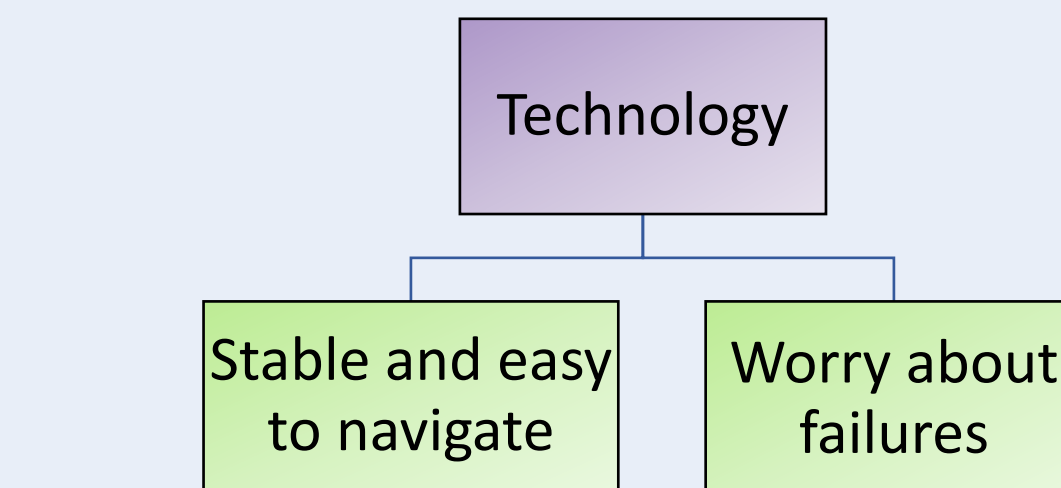 Technology
Stable and easy
to navigate
Worry about
failures